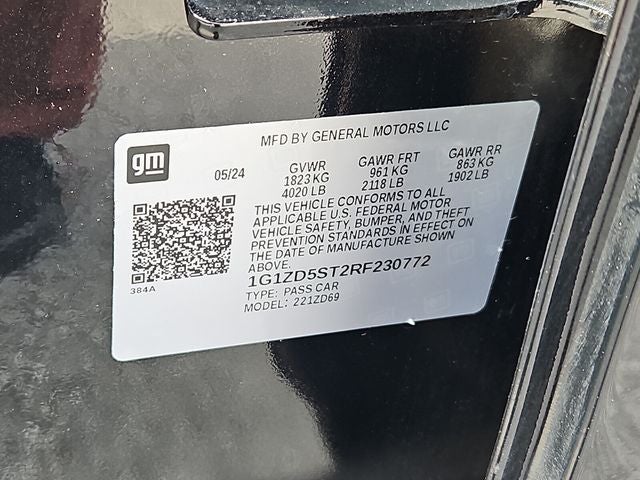 MFD BY GENERAL MOTORS LLC
gm
05/24
GVWR
1823 KG
4020 LB
GAWR FRT
961 KG
2118 LB
GAWR RR
863 KG
1902 LB
THIS VEHICLE CONFORMS TO ALL
APPLICABLE U.S. FEDERAL MOTOR
VEHICLE SAFETY, BUMPER, AND THEFT
PREVENTION STANDARDS IN EFFECT ON
THE DATE OF MANUFACTURE SHOWN
ABOVE.
384A
1G1ZD5ST2RF230772
TYPE: PASS CAR
MODEL: 221ZD69